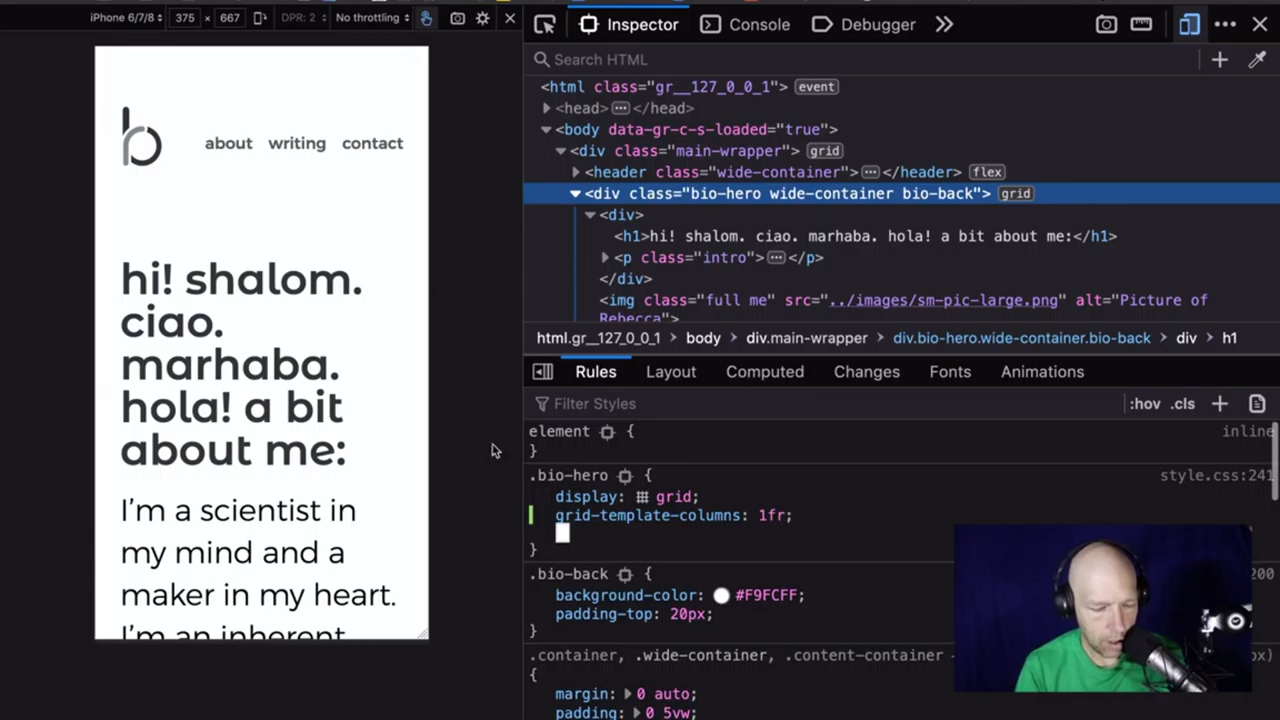 iPhone 6/7/8 375 × 667 DPR: 2 No throttling
about writing contact
hi! shalom.
ciao.
marhaba.
hola! a bit
about me:
I'm a scientist in
my mind and a
maker in my heart.
I'm an inherent
Inspector Console Debugger
Search HTML
<html class="gr__127_0_0_1"> event
<head> ••• </head>
<body data-gr-c-s-loaded="true">
<div class="main-wrapper"> grid
<header class="wide-container"> ••• </header> flex
<div class="bio-hero wide-container bio-back"> grid
<div>
<h1>hi! shalom. ciao. marhaba. hola! a bit about me:</h1>
<p class="intro"> ••• </p>
</div>
<img class="full me" src="../images/sm-pic-large.png" alt="Picture of
Rebecca">
html.gr__127_0_0_1 > body > div.main-wrapper > div.bio-hero.wide-container.bio-back > div > h1
Rules Layout Computed Changes Fonts Animations
Filter Styles :hov .cls +
element { inline
}
.bio-hero { style.css:241
display: grid;
grid-template-columns: 1fr;
}
.bio-back { 200
background-color: #F9FCFF;
padding-top: 20px;
}
.container, .wide-container, .content-container px)
{
margin: 0 auto;
padding: 0 5vw;